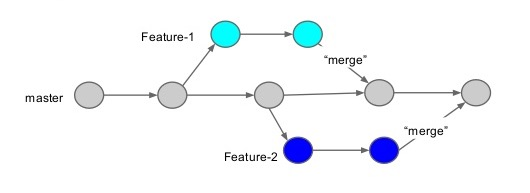 Feature-1
“merge”
master
“merge”
Feature-2